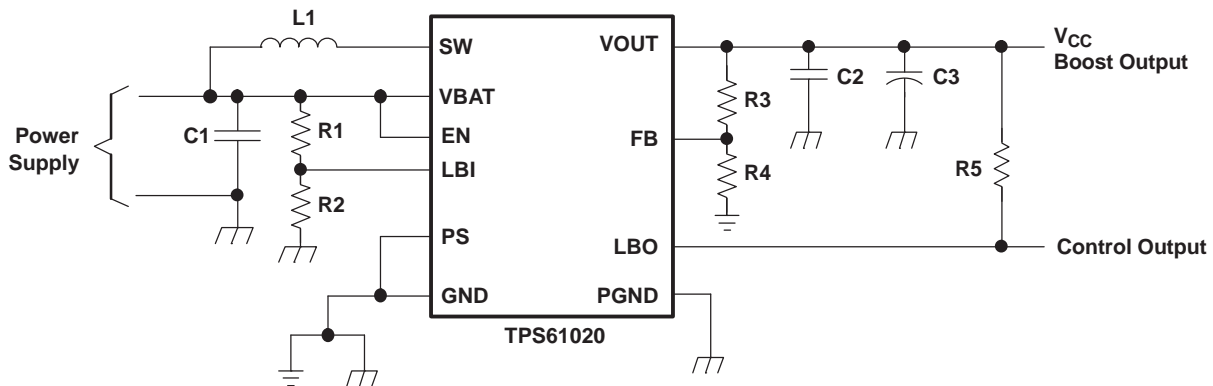 L1
SW
VOUT
VCC
Boost Output
C2
C3
R3
VBAT
Power
Supply
C1
R1
EN
FB
LBI
R4
R5
R2
PS
LBO
Control Output
GND
PGND
TPS61020